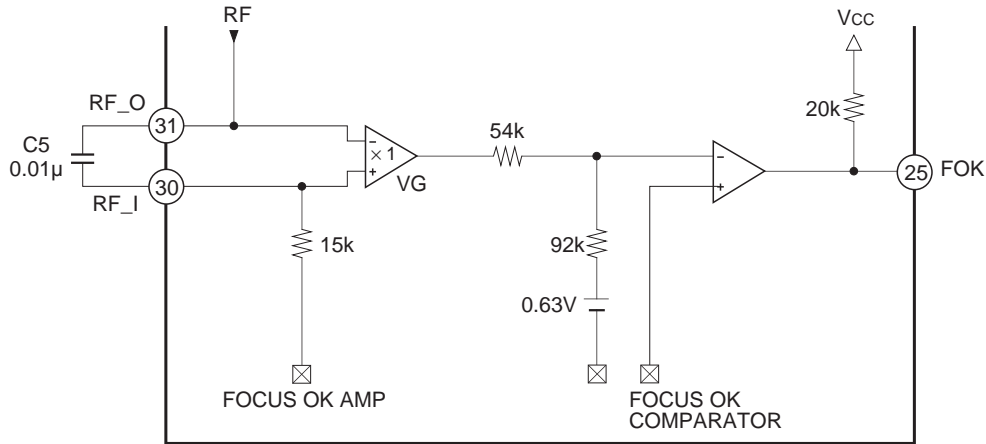 RF
VCC
RF_O
31
20k
C5
0.01µ
54k
−
× 1
+
VG
−
+
25
FOK
30
RF_I
15k
92k
0.63V
FOCUS OK AMP
FOCUS OK
COMPARATOR